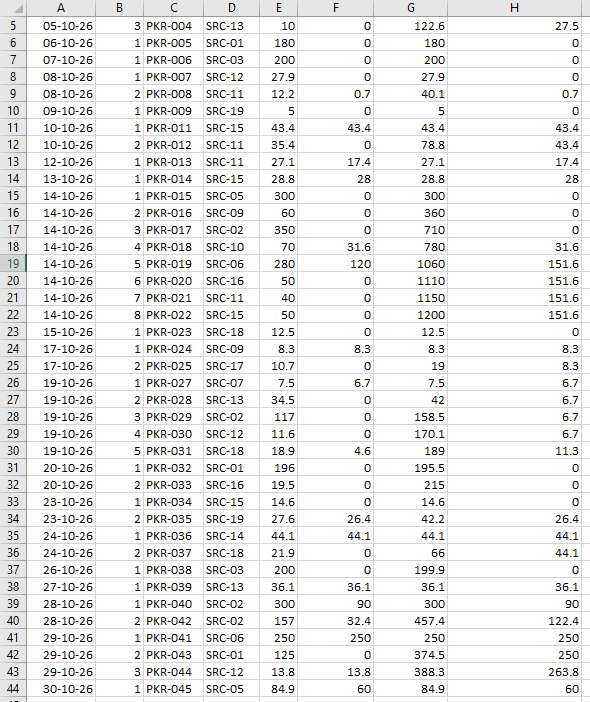 A B C D E F G H
5 05-10-26 3 PKR-004 SRC-13 10 0 122.6 27.5
6 06-10-26 1 PKR-005 SRC-01 180 0 180 0
7 07-10-26 1 PKR-006 SRC-03 200 0 200 0
8 08-10-26 1 PKR-007 SRC-12 27.9 0 27.9 0
9 08-10-26 2 PKR-008 SRC-11 12.2 0.7 40.1 0.7
10 09-10-26 1 PKR-009 SRC-19 5 0 5 0
11 10-10-26 1 PKR-011 SRC-15 43.4 43.4 43.4 43.4
12 10-10-26 2 PKR-012 SRC-11 35.4 0 78.8 43.4
13 12-10-26 1 PKR-013 SRC-11 27.1 17.4 27.1 17.4
14 13-10-26 1 PKR-014 SRC-15 28.8 28 28.8 28
15 14-10-26 1 PKR-015 SRC-05 300 0 300 0
16 14-10-26 2 PKR-016 SRC-09 60 0 360 0
17 14-10-26 3 PKR-017 SRC-02 350 0 710 0
18 14-10-26 4 PKR-018 SRC-10 70 31.6 780 31.6
19 14-10-26 5 PKR-019 SRC-06 280 120 1060 151.6
20 14-10-26 6 PKR-020 SRC-16 50 0 1110 151.6
21 14-10-26 7 PKR-021 SRC-11 40 0 1150 151.6
22 14-10-26 8 PKR-022 SRC-15 50 0 1200 151.6
23 15-10-26 1 PKR-023 SRC-18 12.5 0 12.5 0
24 17-10-26 1 PKR-024 SRC-09 8.3 8.3 8.3 8.3
25 17-10-26 2 PKR-025 SRC-17 10.7 0 19 8.3
26 19-10-26 1 PKR-027 SRC-07 7.5 6.7 7.5 6.7
27 19-10-26 2 PKR-028 SRC-13 34.5 0 42 6.7
28 19-10-26 3 PKR-029 SRC-02 117 0 158.5 6.7
29 19-10-26 4 PKR-030 SRC-12 11.6 0 170.1 6.7
30 19-10-26 5 PKR-031 SRC-18 18.9 4.6 189 11.3
31 20-10-26 1 PKR-032 SRC-01 196 0 195.5 0
32 20-10-26 2 PKR-033 SRC-16 19.5 0 215 0
33 23-10-26 1 PKR-034 SRC-15 14.6 0 14.6 0
34 23-10-26 2 PKR-035 SRC-19 27.6 26.4 42.2 26.4
35 24-10-26 1 PKR-036 SRC-14 44.1 44.1 44.1 44.1
36 24-10-26 2 PKR-037 SRC-18 21.9 0 66 44.1
37 26-10-26 1 PKR-038 SRC-03 200 0 199.9 0
38 27-10-26 1 PKR-039 SRC-13 36.1 36.1 36.1 36.1
39 28-10-26 1 PKR-040 SRC-02 300 90 300 90
40 28-10-26 2 PKR-042 SRC-02 157 32.4 457.4 122.4
41 29-10-26 1 PKR-041 SRC-06 250 250 250 250
42 29-10-26 2 PKR-043 SRC-01 125 0 374.5 250
43 29-10-26 3 PKR-044 SRC-12 13.8 13.8 388.3 263.8
44 30-10-26 1 PKR-045 SRC-05 84.9 60 84.9 60